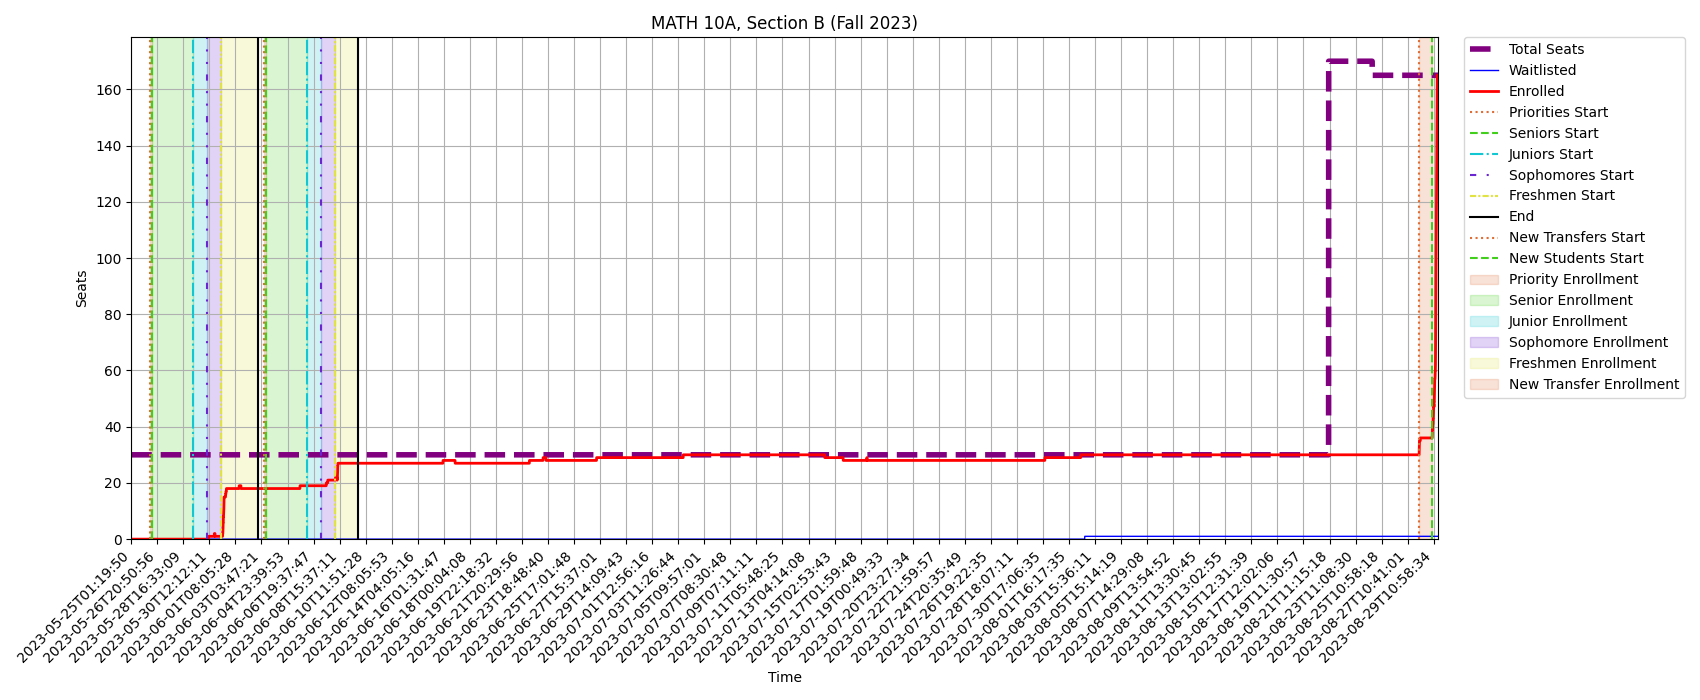 MATH 10A, Section B (Fall 2023)
Seats
160
140
120
100
80
60
40
20
0
2023-05-25T01:19:50
2023-05-26T20:50:56
2023-05-28T16:33:09
2023-05-30T12:12:11
2023-06-01T08:05:28
2023-06-03T03:47:21
2023-06-04T23:39:53
2023-06-06T19:37:47
2023-06-08T15:37:11
2023-06-10T11:51:28
2023-06-12T08:05:53
2023-06-14T04:05:16
2023-06-16T01:31:47
2023-06-18T00:04:08
2023-06-19T22:18:32
2023-06-21T20:29:56
2023-06-23T18:48:40
2023-06-25T17:01:48
2023-06-27T15:37:01
2023-06-29T14:09:43
2023-07-01T12:56:16
2023-07-03T11:26:44
2023-07-05T09:57:01
2023-07-07T08:30:48
2023-07-09T07:11:11
2023-07-11T05:48:25
2023-07-13T04:14:08
2023-07-15T02:53:43
2023-07-17T01:59:48
2023-07-19T00:49:33
2023-07-20T23:27:34
2023-07-22T21:59:57
2023-07-24T20:35:49
2023-07-26T19:22:35
2023-07-28T18:07:11
2023-07-30T17:06:35
2023-08-01T16:17:35
2023-08-03T15:36:11
2023-08-05T15:14:19
2023-08-07T14:29:08
2023-08-09T13:54:52
2023-08-11T13:30:45
2023-08-13T13:02:55
2023-08-15T12:31:39
2023-08-17T12:02:06
2023-08-19T11:30:57
2023-08-21T11:15:18
2023-08-23T11:08:30
2023-08-25T10:58:18
2023-08-27T10:41:01
2023-08-29T10:58:34
Time
Total Seats
Waitlisted
Enrolled
Priorities Start
Seniors Start
Juniors Start
Sophomores Start
Freshmen Start
End
New Transfers Start
New Students Start
Priority Enrollment
Senior Enrollment
Junior Enrollment
Sophomore Enrollment
Freshmen Enrollment
New Transfer Enrollment